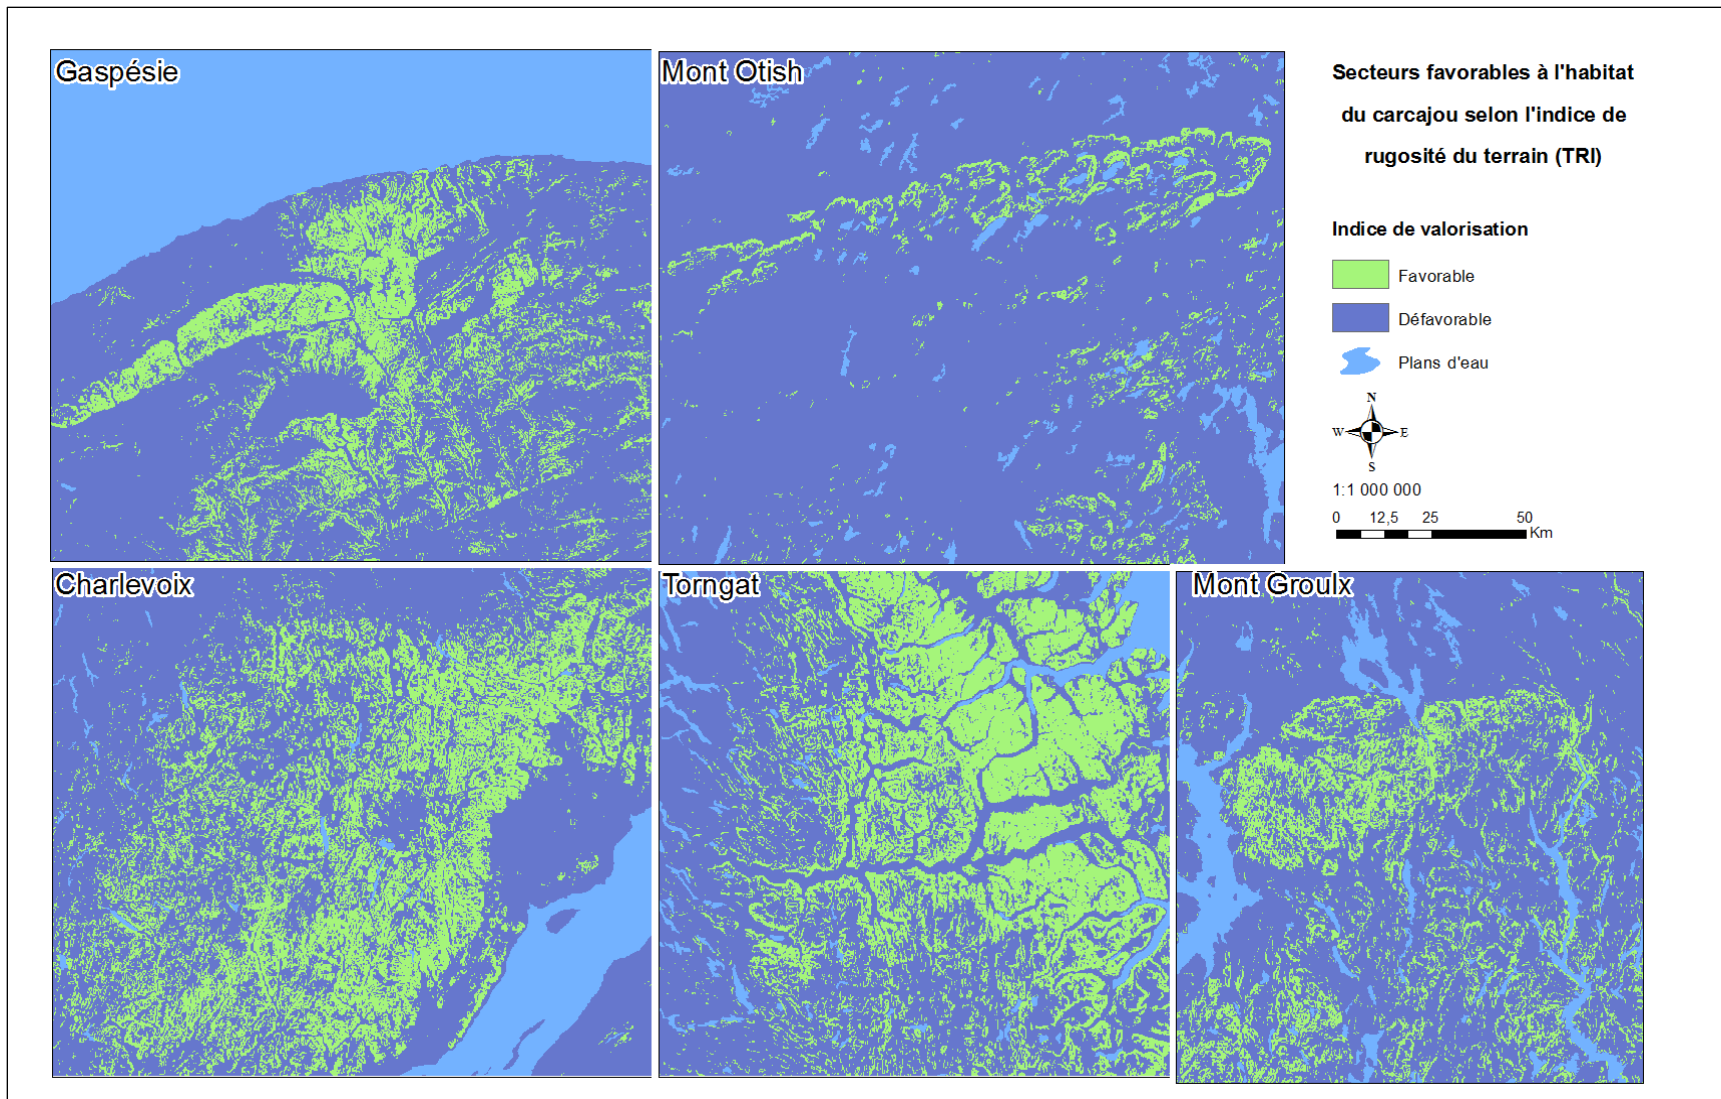 Gaspésie
Mont Otish
Secteurs favorables à l'habitat
du carcajou selon l'indice de
rugosité du terrain (TRI)
Indice de valorisation
Favorable
Défavorable
Plans d'eau
N
W E
S
1:1 000 000
0 12,5 25 50
Km
Charlevoix
Torngat
Mont Groulx